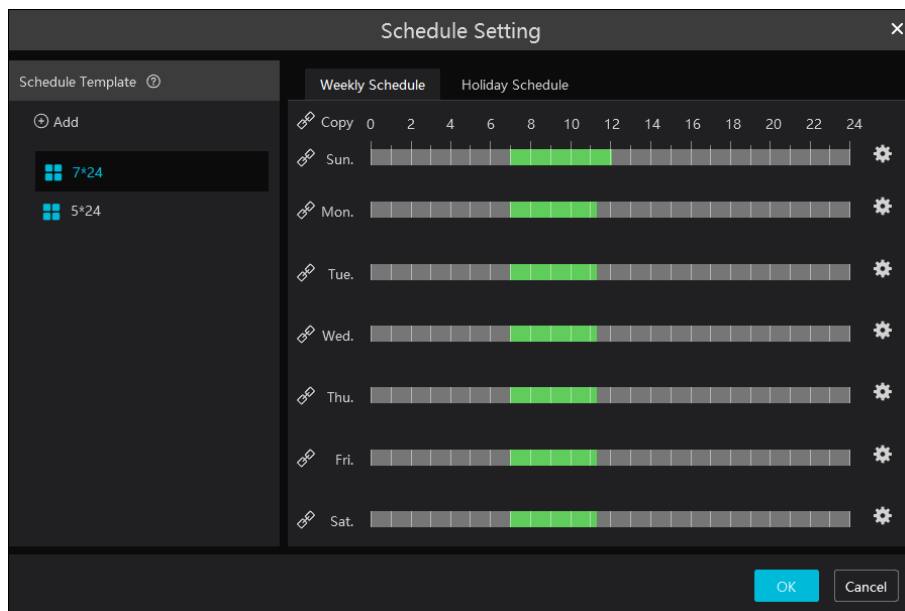 Schedule Setting
Schedule Template
Add
7*24
5*24
Weekly Schedule Holiday Schedule
Copy 0 2 4 6 8 10 12 14 16 18 20 22 24
Sun.
Mon.
Tue.
Wed.
Thu.
Fri.
Sat.
OK Cancel